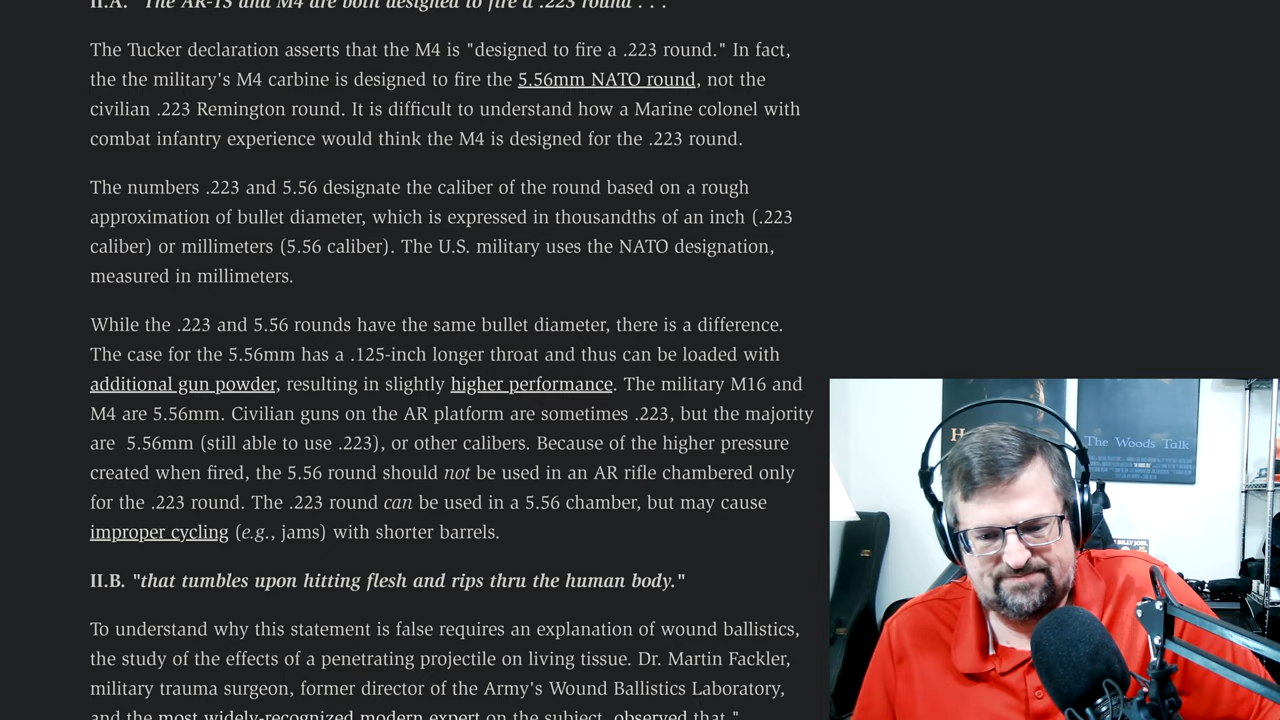 II.A. "The AR-15 and M4 are both designed to fire a .223 round . . .
The Tucker declaration asserts that the M4 is "designed to fire a .223 round." In fact,
the the military's M4 carbine is designed to fire the 5.56mm NATO round, not the
civilian .223 Remington round. It is difficult to understand how a Marine colonel with
combat infantry experience would think the M4 is designed for the .223 round.
The numbers .223 and 5.56 designate the caliber of the round based on a rough
approximation of bullet diameter, which is expressed in thousandths of an inch (.223
caliber) or millimeters (5.56 caliber). The U.S. military uses the NATO designation,
measured in millimeters.
While the .223 and 5.56 rounds have the same bullet diameter, there is a difference.
The case for the 5.56mm has a .125-inch longer throat and thus can be loaded with
additional gun powder, resulting in slightly higher performance. The military M16 and
M4 are 5.56mm. Civilian guns on the AR platform are sometimes .223, but the majority
are 5.56mm (still able to use .223), or other calibers. Because of the higher pressure
created when fired, the 5.56 round should not be used in an AR rifle chambered only
for the .223 round. The .223 round can be used in a 5.56 chamber, but may cause
improper cycling (e.g., jams) with shorter barrels.
II.B. "that tumbles upon hitting flesh and rips thru the human body."
To understand why this statement is false requires an explanation of wound ballistics,
the study of the effects of a penetrating projectile on living tissue. Dr. Martin Fackler,
military trauma surgeon, former director of the Army's Wound Ballistics Laboratory,
and the most widely-recognized modern expert on the subject, observed that "
The Woods Talk
BILLY JOEL